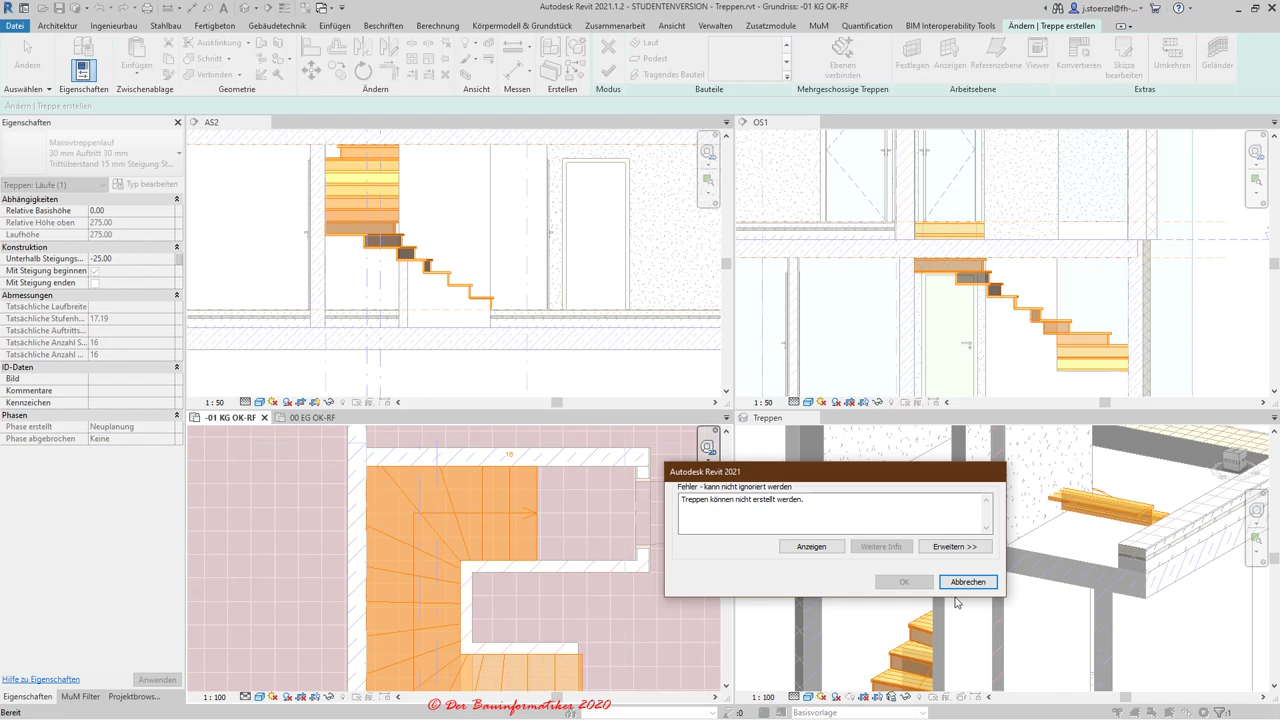 Autodesk Revit 2021.1.2 - STUDENTENVERSION - Treppen.rvt - Grundriss: -01 KG OK-RF
j.stoerzel@fh-...
Datei Architektur Ingenieurbau Stahlbau Fertigteilen Gebäudetechnik Einfügen Beschriften Berechnung Körpermodell & Grundstück Zusammenarbeit Ansicht Verwalten Zusatzmodule MuM Quantification BIM Interoperability Tools Ändern | Treppe erstellen
Ausklinkung
Schnitt
Verbinden
Lauf
Podest
Tragendes Bauteil
Ändern Einfügen Ebenen verbinden Festlegen Anzeigen Referenzebene Viewer Konvertieren Skizze bearbeiten Umkehren Geländer
Auswählen Eigenschaften Zwischenablage Geometrie Ändern Ansicht Messen Erstellen Modus Bauteile Mehrgeschossige Treppen Arbeitsebene Extras
Ändern | Treppe erstellen
Eigenschaften
AS2
OS1
Massivtreppenlauf
30 mm Auftritt 30 mm
Trittüberstand 15 mm Steigung St...
Treppen: Läufe (1)
Typ bearbeiten
Abhängigkeiten
Relative Basishöhe 0.00
Relative Höhe oben 275.00
Laufhöhe 275.00
Konstruktion
Unterhalb Steigungs... -25.00
Mit Steigung beginnen
Mit Steigung enden
Abmessungen
Tatsächliche Laufbreite
Tatsächliche Stufenh... 17.19
Tatsächliche Auftritts...
Tatsächliche Anzahl ... 16
Tatsächliche Anzahl ... 16
ID-Daten
Bild
Kommentare
Kennzeichen
Phasen
Phase erstellt Neuplanung
Phase abgebrochen Keine
1 : 50
1 : 50
-01 KG OK-RF
00 EG OK-RF
Treppen
16
Autodesk Revit 2021
Fehler - kann nicht ignoriert werden
Treppen können nicht erstellt werden.
Anzeigen
Weitere Info
Erweitern >>
OK
Abbrechen
Hilfe zu Eigenschaften
Anwenden
Eigenschaften MuM Filter Projektbrows...
1 : 100
1 : 100
Bereit
© Der Bauinformatiker 2020
:0
Basisvorlage
:1